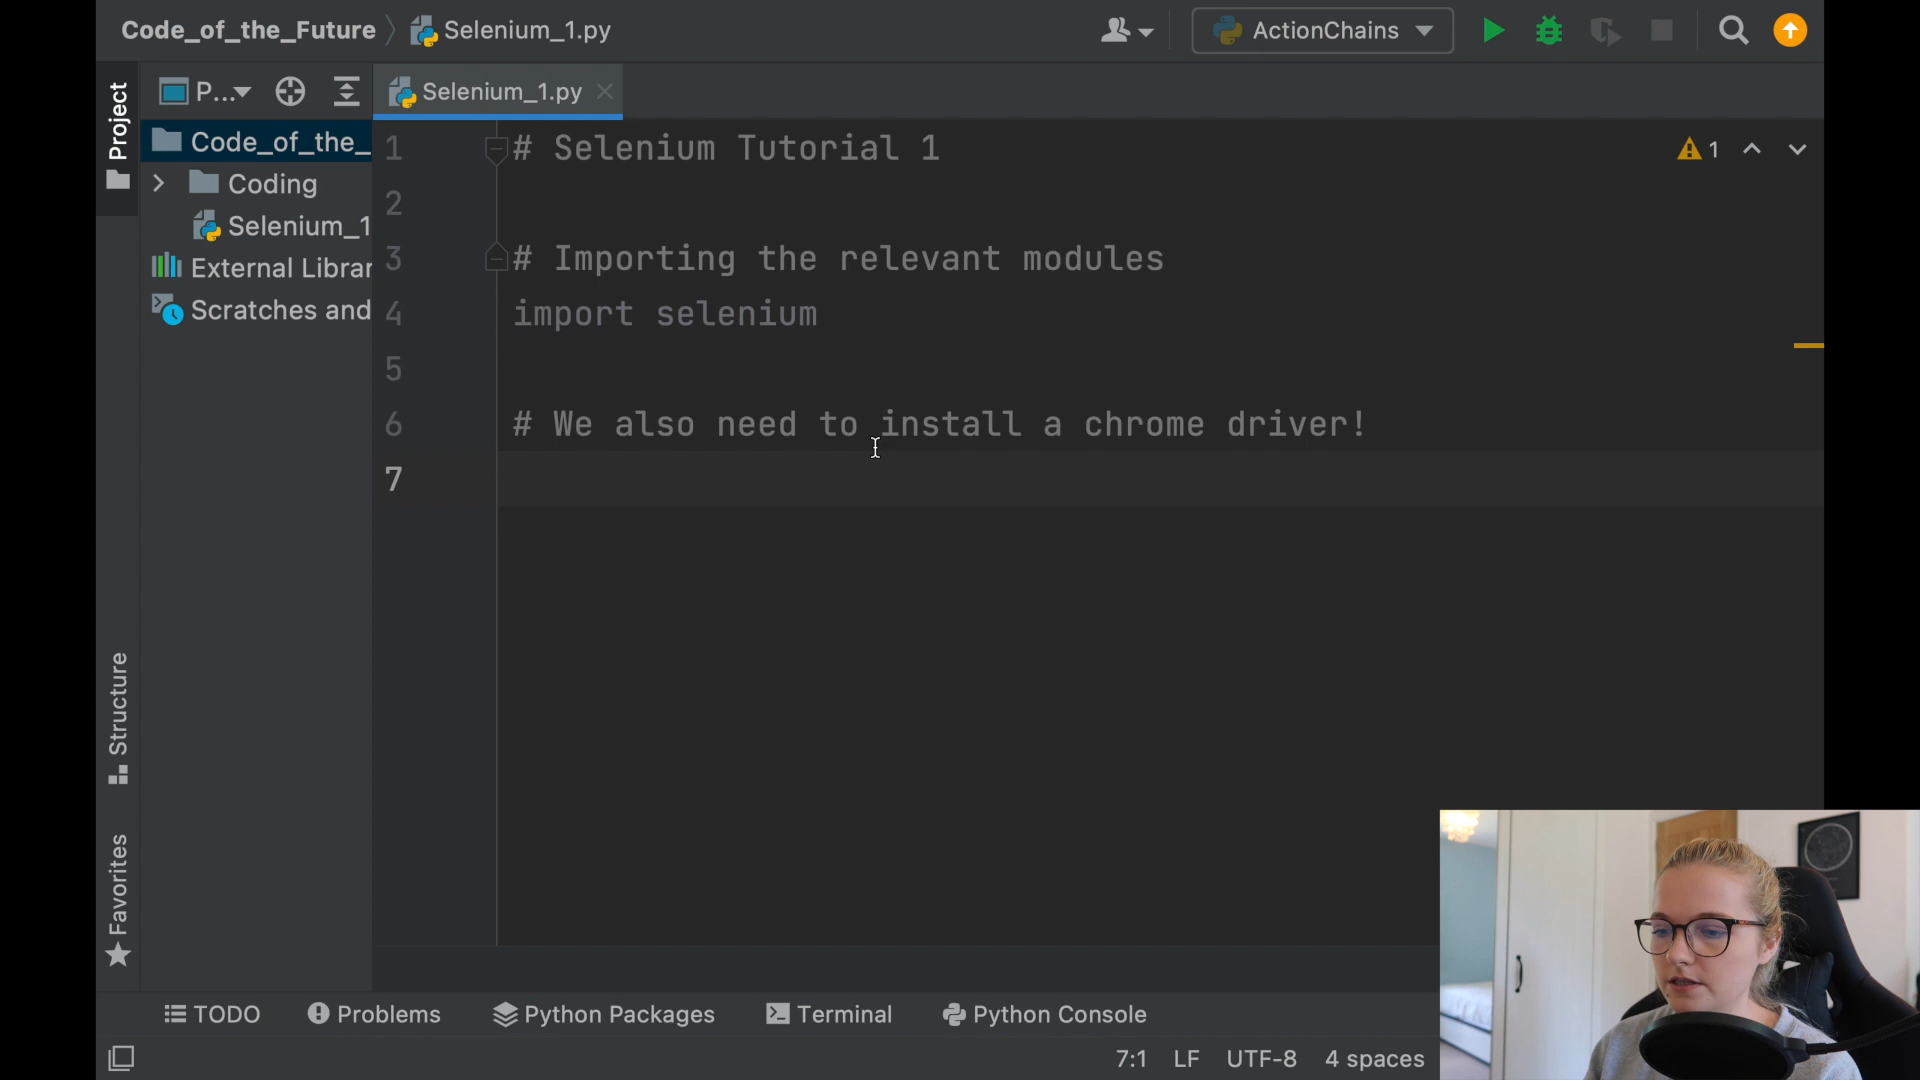 Code_of_the_Future
Selenium_1.py
ActionChains
Project
P...
Selenium_1.py
Code_of_the_
Coding
Selenium_1
External Librar
Scratches and
1 # Selenium Tutorial 1
2
3 # Importing the relevant modules
4 import selenium
5
6 # We also need to install a chrome driver!
7
1
Structure
Favorites
TODO
Problems
Python Packages
Terminal
Python Console
7:1 LF UTF-8 4 spaces